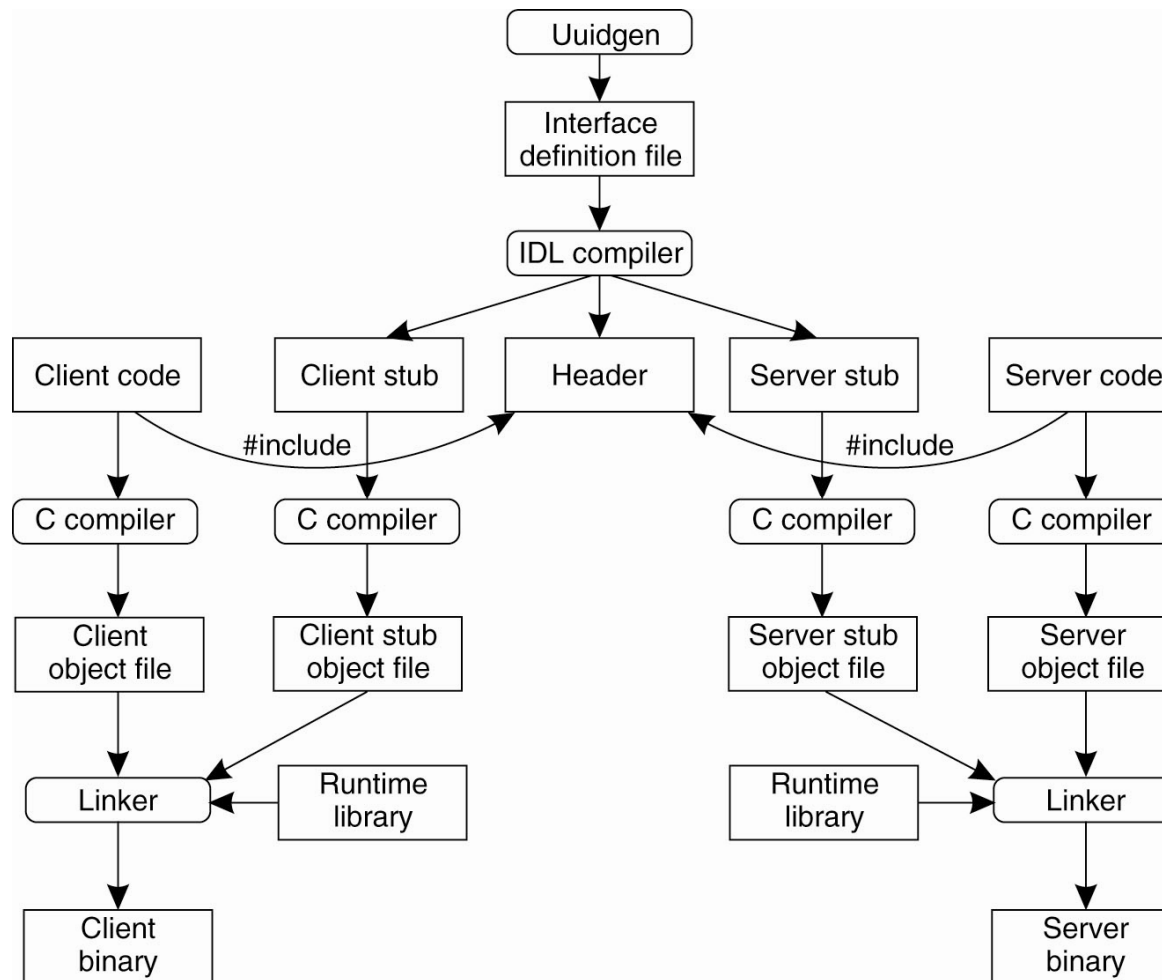 Uuidgen
Interface
definition file
IDL compiler
Client code
Client stub
Header
Server stub
Server code
#include
#include
C compiler
C compiler
C compiler
C compiler
Client
object file
Client stub
object file
Server stub
object file
Server
object file
Linker
Runtime
library
Runtime
library
Linker
Client
binary
Server
binary